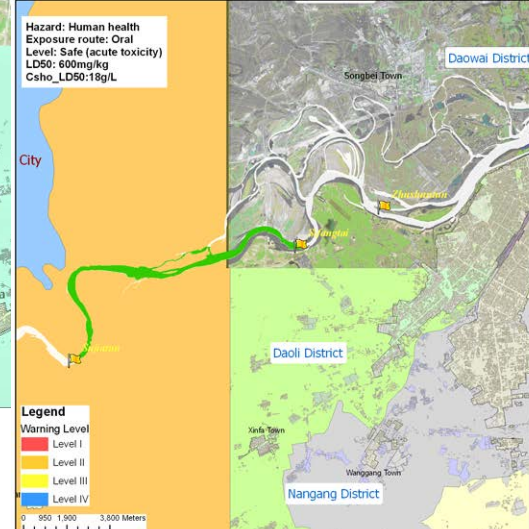 Hazard: Human health
Exposure route: Oral
Level: Safe (acute toxicity)
LD50: 600mg/kg
Csho_LD50:18g/L
Daowai District
Songbei Town
City
Zhushuntun
Daoli District
Xinfa Town
Wanggang Town
Nangang District
Legend
Warning Level
Level I
Level II
Level III
Level IV
0 950 1,900 3,800 Meters